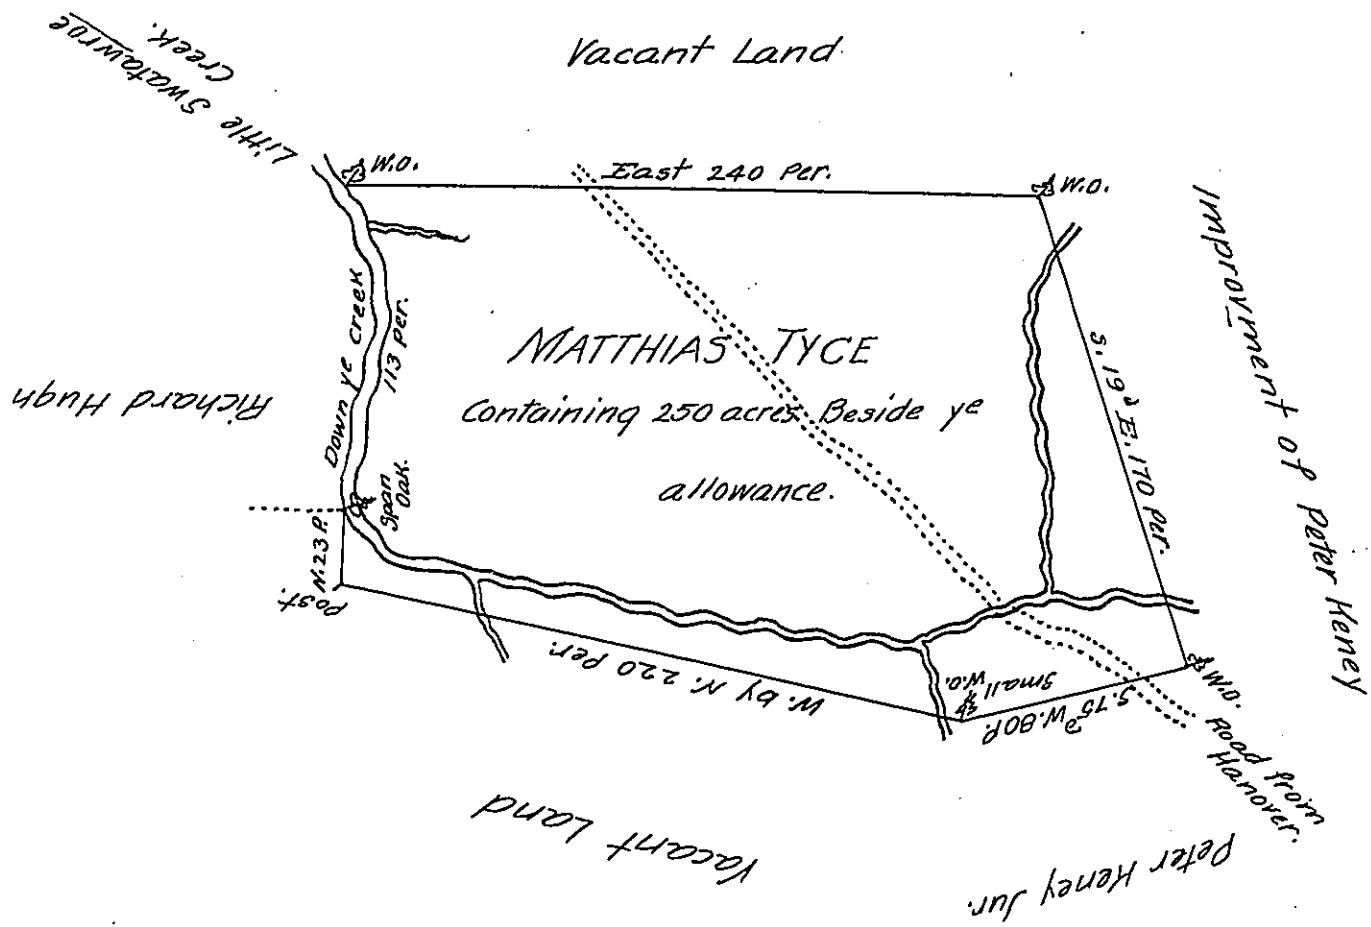 Vacant Land
Little Swatawroe
Creek.
W.O.
East 240 Per.
W.O.
Improvment of Peter Heney
Down ye Creek
113 Per.
MATTHIAS TYCE
Containing 250 acres Beside ye
allowance.
S. 19ᵈ E. 170 Per.
Richard Hugh
Span
Oak.
N. 23 P.
Post.
W. by N. 220 Per.
Small
W.O.
S. 75ᵈ W. 80 P.
W.O.
Road from
Hanover.
Vacant Land
Peter Heney Jur.